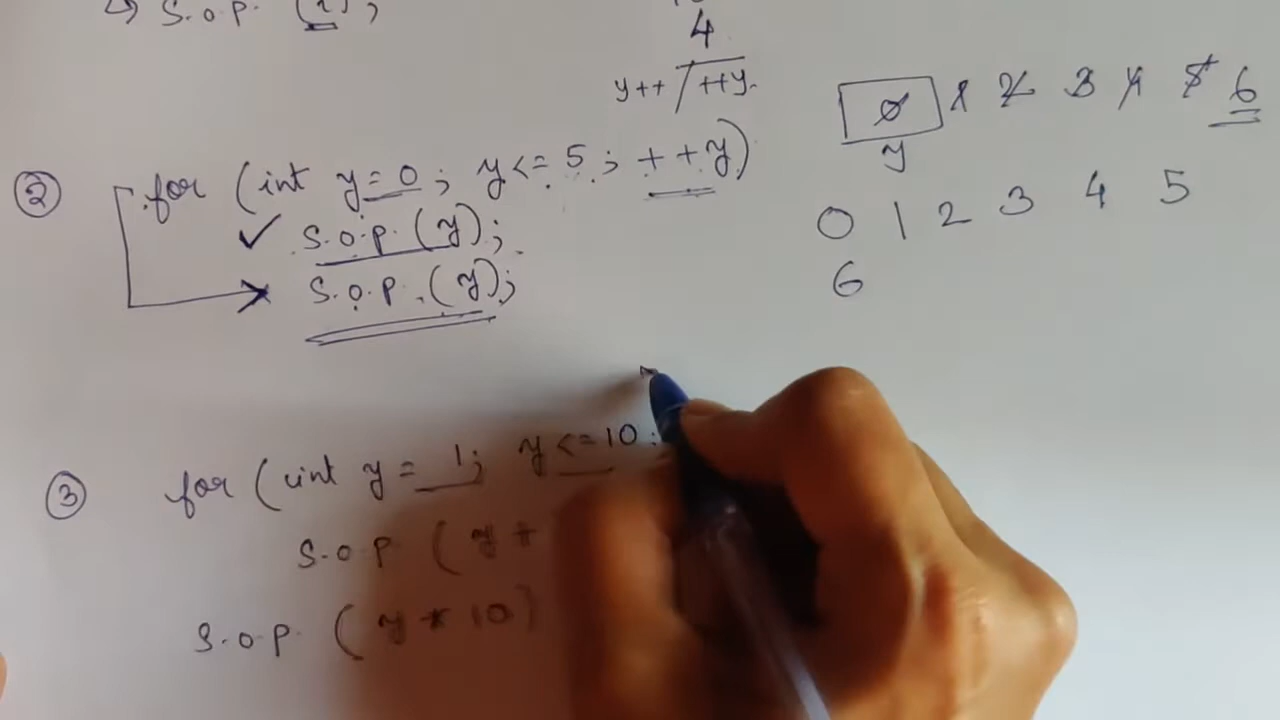 ↳ S.o.p. (x);
4
y++ / ++y.
② for (int y=0; y<=5; ++y)
✓ S.o.p. (y);
S.o.p. (y);
0 1 2 3 4 5 6
y
0 1 2 3 4 5
6
③ for (int y = 1; y<=10;
S.o.p (y +
S.o.p. (y * 10)